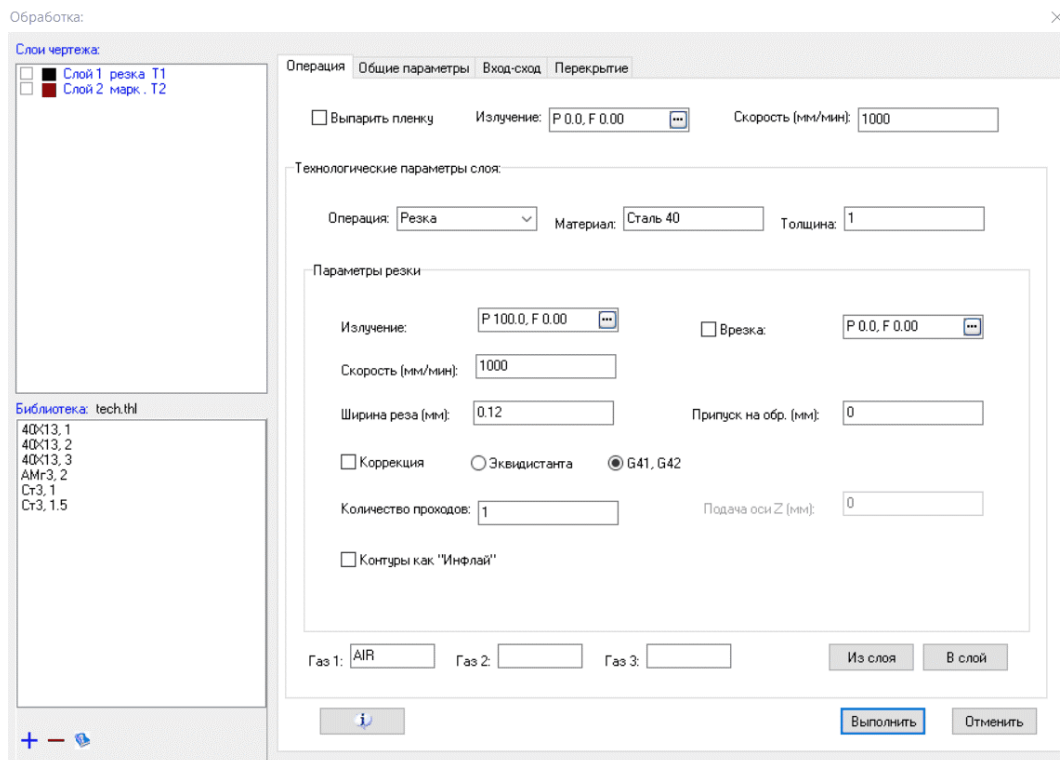 Обработка:
Слои чертежа:
Слой 1 резка T1
Слой 2 марк . T2
Библиотека: tech.thl
40X13, 1
40X13, 2
40X13, 3
АМг3, 2
Ст3, 1
Ст3, 1.5
Операция Общие параметры Вход-сход Перекрытие
Выпарить пленку Излучение: P 0.0, F 0.00 Скорость (мм/мин): 1000
Технологические параметры слоя:
Операция: Резка Материал: Сталь 40 Толщина: 1
Параметры резки
Излучение: P 100.0, F 0.00 Врезка: P 0.0, F 0.00
Скорость (мм/мин): 1000
Ширина реза (мм): 0.12 Припуск на обр. (мм): 0
Коррекция Эквидистанта G41, G42
Количество проходов: 1 Подача оси Z (мм): 0
Контуры как "Инфлай"
Газ 1: AIR Газ 2: Газ 3: Из слоя В слой
Выполнить Отменить